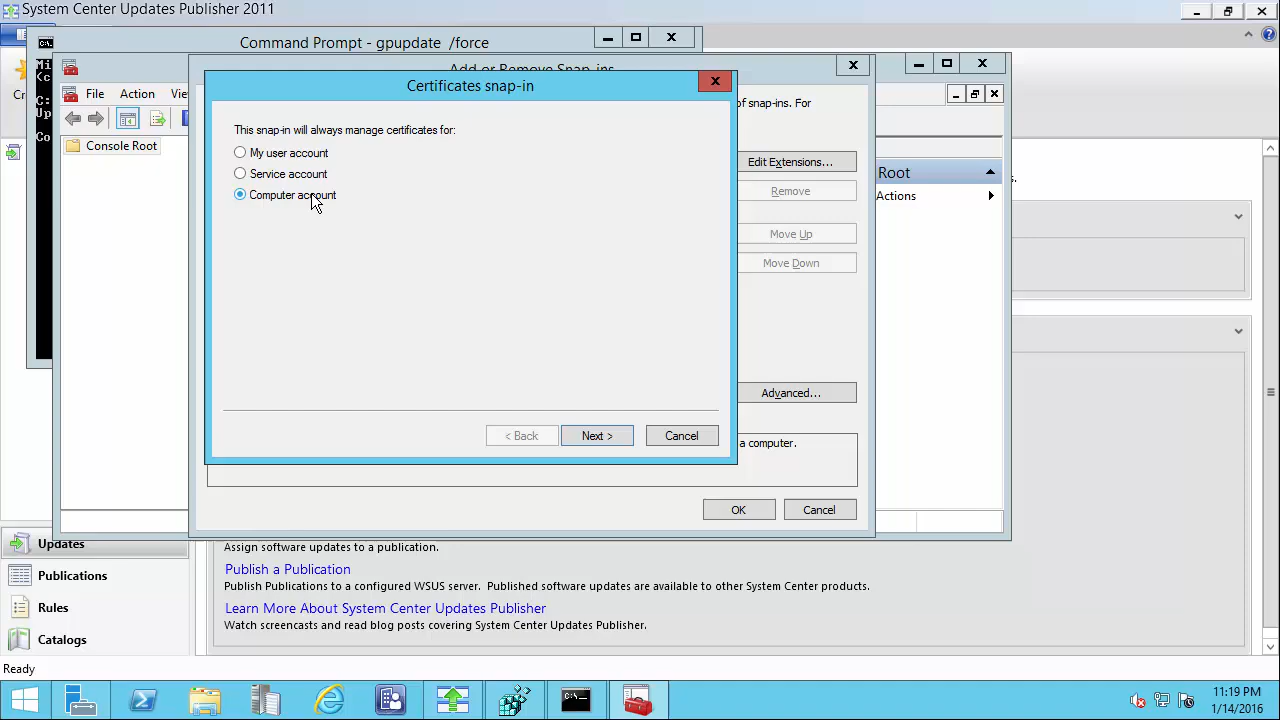 System Center Updates Publisher 2011
Command Prompt - gpupdate  /force
Add or Remove Snap-ins
Certificates snap-in
File
Action
of snap-ins. For
This snap-in will always manage certificates for:
My user account
Service account
Computer account
Console Root
Edit Extensions...
Remove
Move Up
Move Down
Root
Actions
Advanced...
< Back
Next >
Cancel
a computer.
OK
Cancel
Updates
Assign software updates to a publication.
Publish a Publication
Publish Publications to a configured WSUS server.  Published software updates are available to other System Center products.
Learn More About System Center Updates Publisher
Watch screencasts and read blog posts covering System Center Updates Publisher.
Publications
Rules
Catalogs
Ready
11:19 PM
1/14/2016